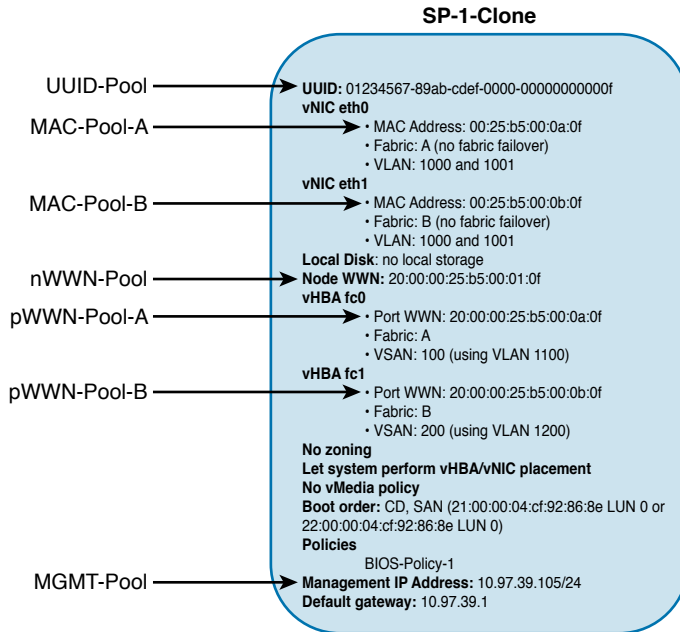 SP-1-Clone
UUID-Pool
UUID: 01234567-89ab-cdef-0000-00000000000f
vNIC eth0
MAC-Pool-A
• MAC Address: 00:25:b5:00:0a:0f
• Fabric: A (no fabric failover)
• VLAN: 1000 and 1001
vNIC eth1
MAC-Pool-B
• MAC Address: 00:25:b5:00:0b:0f
• Fabric: B (no fabric failover)
• VLAN: 1000 and 1001
Local Disk: no local storage
nWWN-Pool
Node WWN: 20:00:00:25:b5:00:01:0f
vHBA fc0
pWWN-Pool-A
• Port WWN: 20:00:00:25:b5:00:0a:0f
• Fabric: A
• VSAN: 100 (using VLAN 1100)
vHBA fc1
pWWN-Pool-B
• Port WWN: 20:00:00:25:b5:00:0b:0f
• Fabric: B
• VSAN: 200 (using VLAN 1200)
No zoning
Let system perform vHBA/vNIC placement
No vMedia policy
Boot order: CD, SAN (21:00:00:04:cf:92:86:8e LUN 0 or
22:00:00:04:cf:92:86:8e LUN 0)
Policies
BIOS-Policy-1
MGMT-Pool
Management IP Address: 10.97.39.105/24
Default gateway: 10.97.39.1